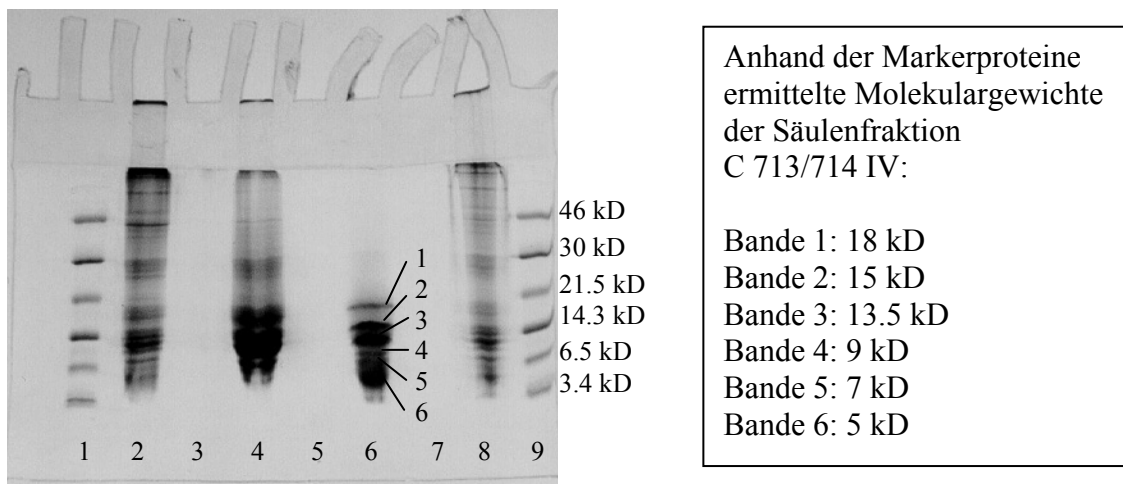 46 kD
30 kD
21.5 kD
14.3 kD
6.5 kD
3.4 kD
1
2
3
4
5
6
1 2 3 4 5 6 7 8 9
Anhand der Markerproteine
ermittelte Molekulargewichte
der Säulenfraktion
C 713/714 IV:
Bande 1: 18 kD
Bande 2: 15 kD
Bande 3: 13.5 kD
Bande 4: 9 kD
Bande 5: 7 kD
Bande 6: 5 kD